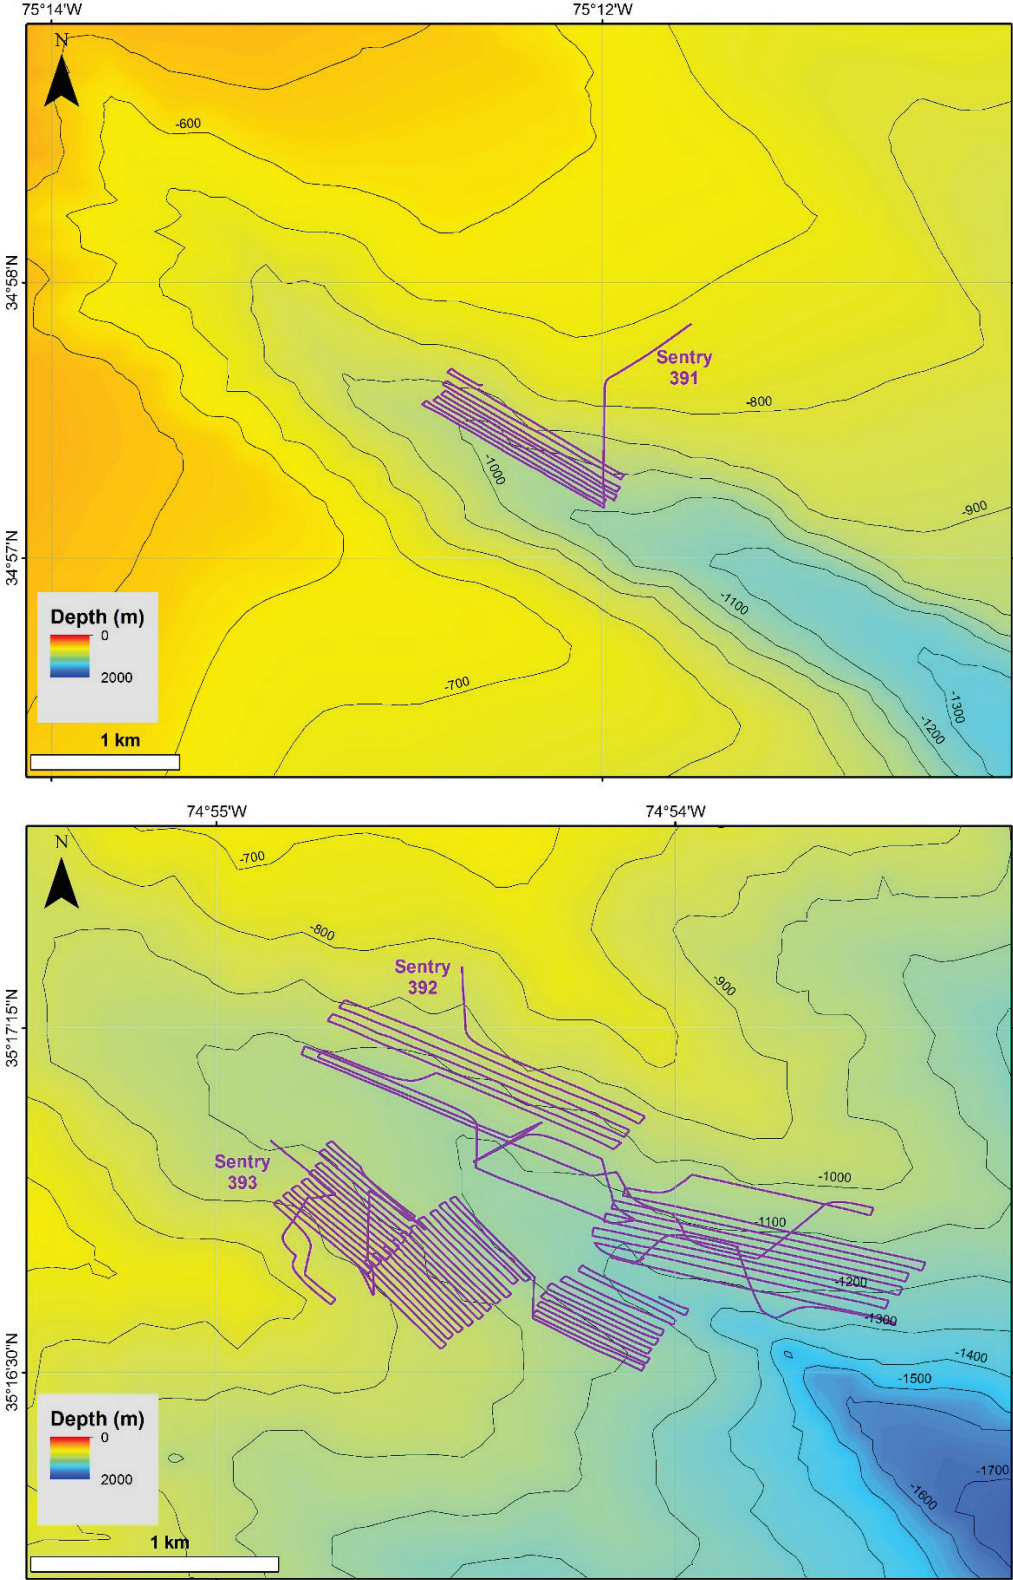 75°14'W
75°12'W
N
-600
34°58'N
Sentry
391
-800
-1000
-900
34°57'N
-1100
Depth (m)
0
2000
-700
-1300
-1200
1 km
74°55'W
74°54'W
N
-700
-800
Sentry
392
-900
35°17'15"N
Sentry
393
-1000
-1100
-1200
-1300
-1400
35°16'30"N
-1500
Depth (m)
0
2000
-1700
-1600
1 km